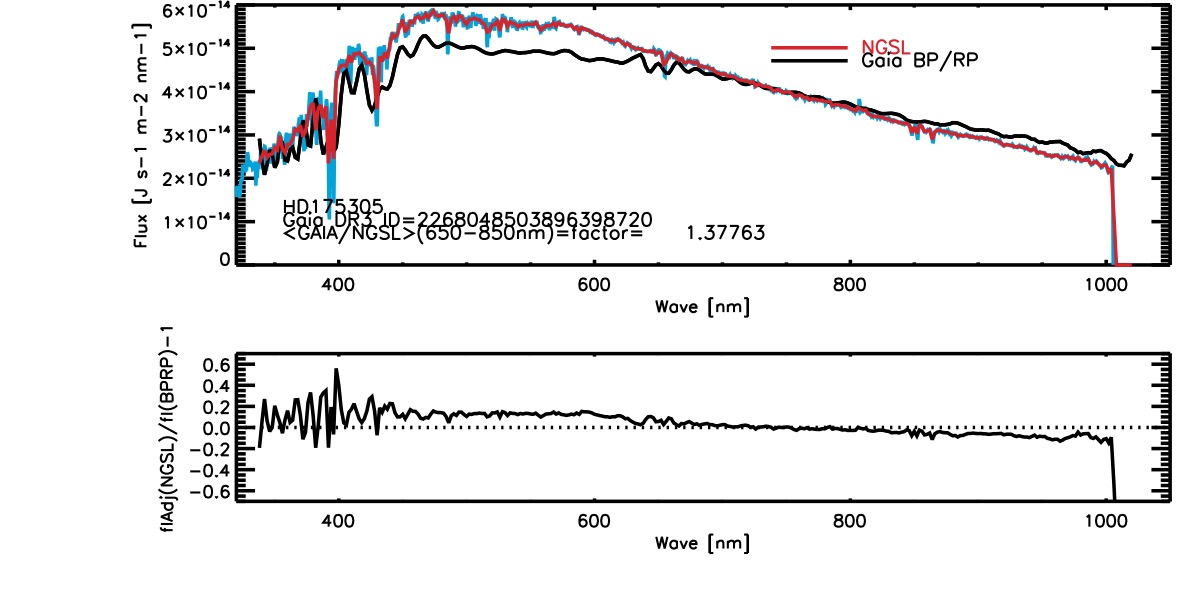 6×10−14
5×10−14
4×10−14
3×10−14
2×10−14
1×10−14
0
Flux [J s−1 m−2 nm−1]
NGSL
Gaia BP/RP
HD175305
Gaia DR3 ID=2268048503896398720
<GAIA/NGSL>(650−850nm)=factor= 1.37763
400 600 800 1000
Wave [nm]
flAdj(NGSL)/fl(BPRP)−1
0.6
0.4
0.2
0.0
−0.2
−0.4
−0.6
400 600 800 1000
Wave [nm]